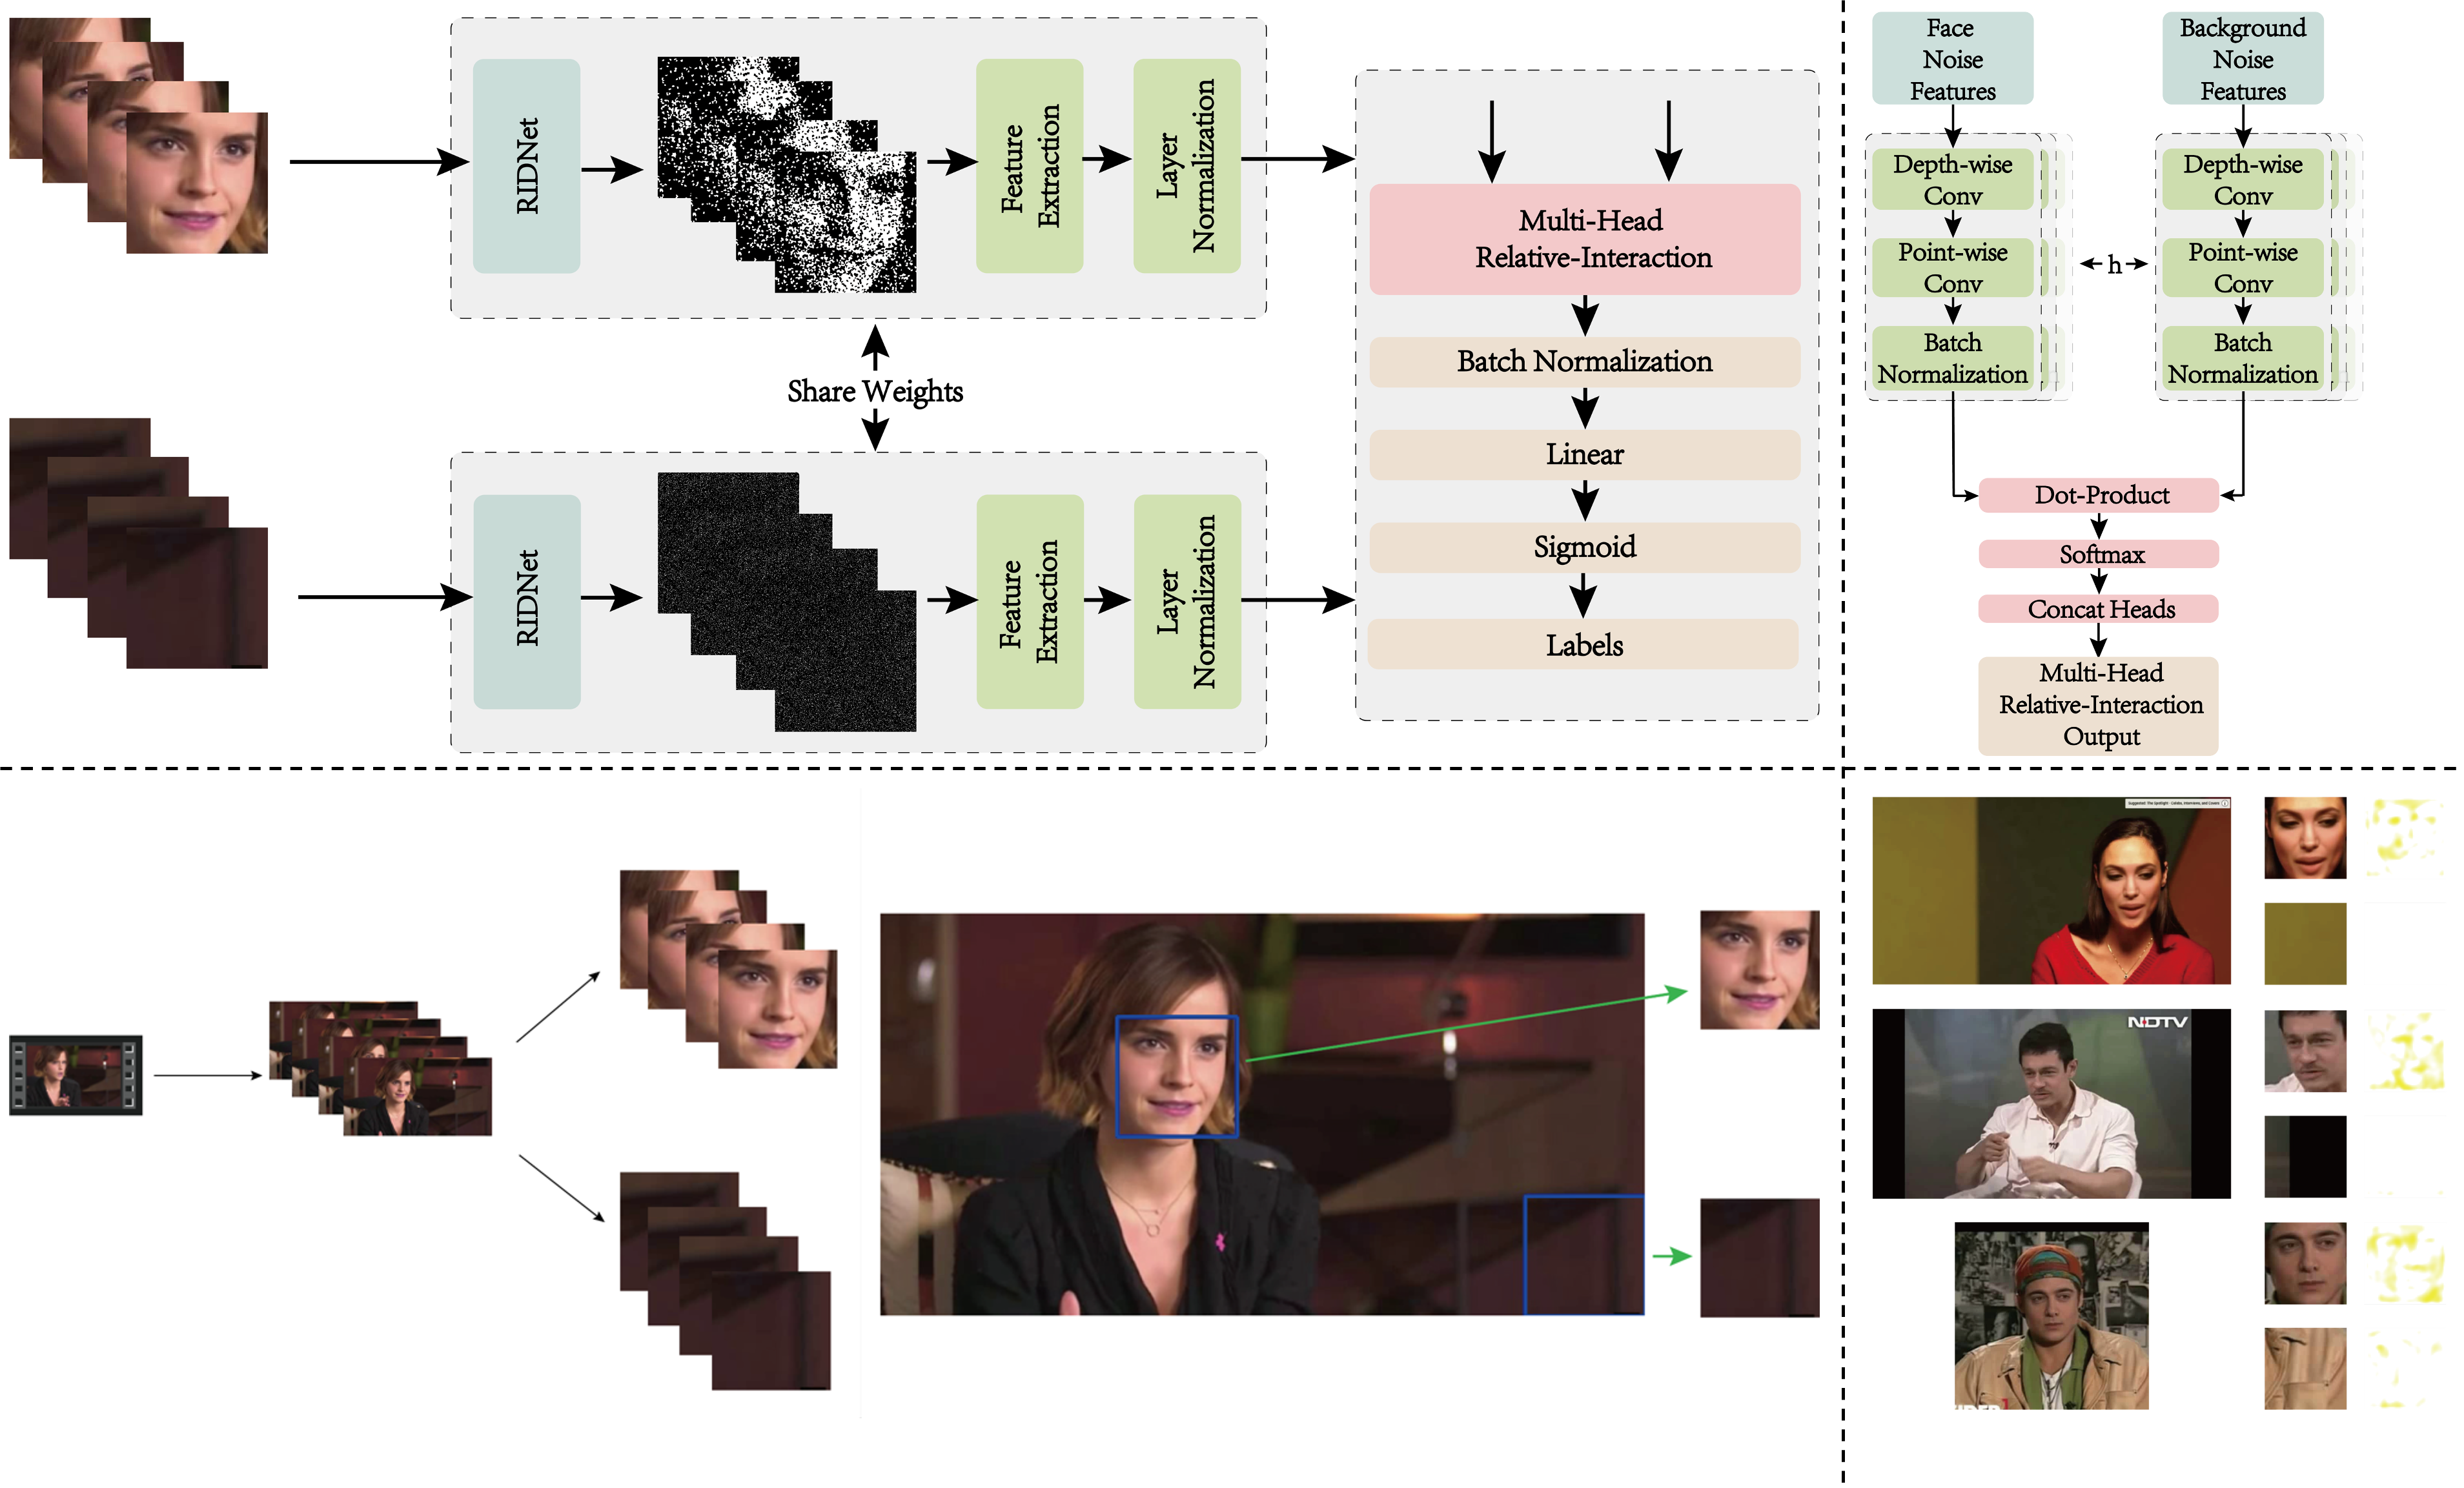 RIDNet
Feature
Extraction
Layer
Normalization
Share Weights
RIDNet
Feature
Extraction
Layer
Normalization
Multi-Head
Relative-Interaction
Batch Normalization
Linear
Sigmoid
Labels
Face
Noise
Features
Depth-wise
Conv
Point-wise
Conv
Batch
Normalization
h
Background
Noise
Features
Depth-wise
Conv
Point-wise
Conv
Batch
Normalization
Dot-Product
Softmax
Concat Heads
Multi-Head
Relative-Interaction
Output
NDTV